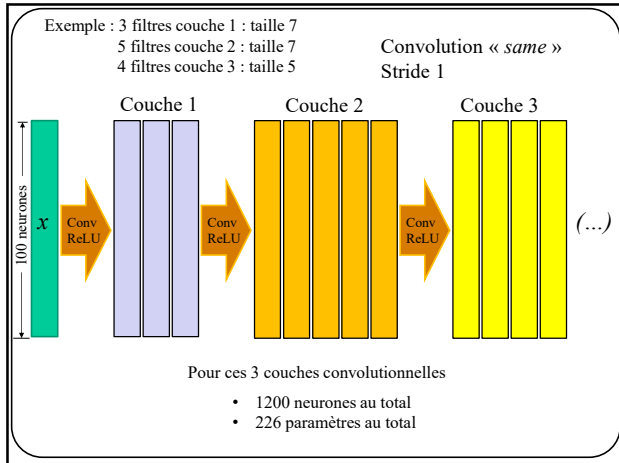 Exemple : 3 filtres couche 1 : taille 7
5 filtres couche 2 : taille 7
4 filtres couche 3 : taille 5
Convolution « same »
Stride 1
Couche 1
Couche 2
Couche 3
100 neurones
x
Conv
ReLU
Conv
ReLU
Conv
ReLU
(...)
Pour ces 3 couches convolutionnelles
• 1200 neurones au total
• 226 paramètres au total